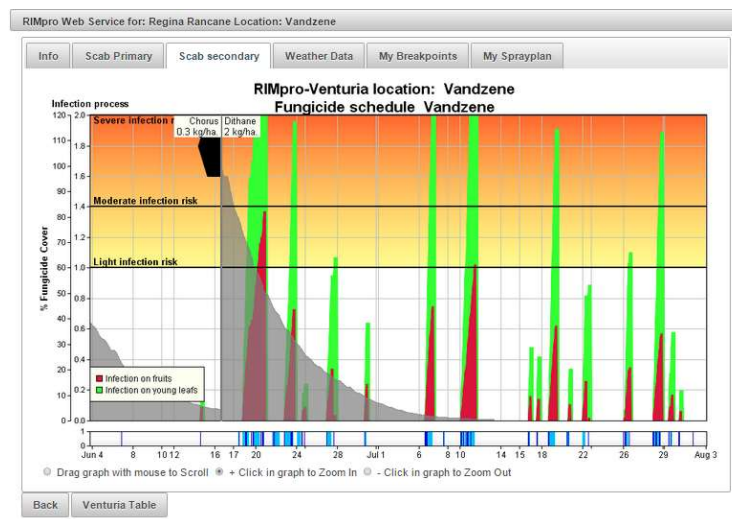 RIMpro Web Service for: Regina Rancane Location: Vandzene
Info
Scab Primary
Scab secondary
Weather Data
My Breakpoints
My Sprayplan
RIMpro-Venturia location: Vandzene
Fungicide schedule Vandzene
Infection process
Severe infection r
Chorus
0.3 kg/ha.
Dithane
2 kg/ha.
Moderate infection risk
Light infection risk
% Fungicide Cover
120 2.0
110 1.8
100 1.6
90
80 1.4
70 1.2
60 1.0
50 0.8
40 0.6
30
20 0.4
10 0.2
0 0.0
Infection on fruits
Infection on young leafs
1
0
Jun 4 8 10 12 16 17 20 24 28 Jul 1 6 8 10 14 15 18 22 26 29 Aug 3
Drag graph with mouse to Scroll + Click in graph to Zoom In - Click in graph to Zoom Out
Back
Venturia Table